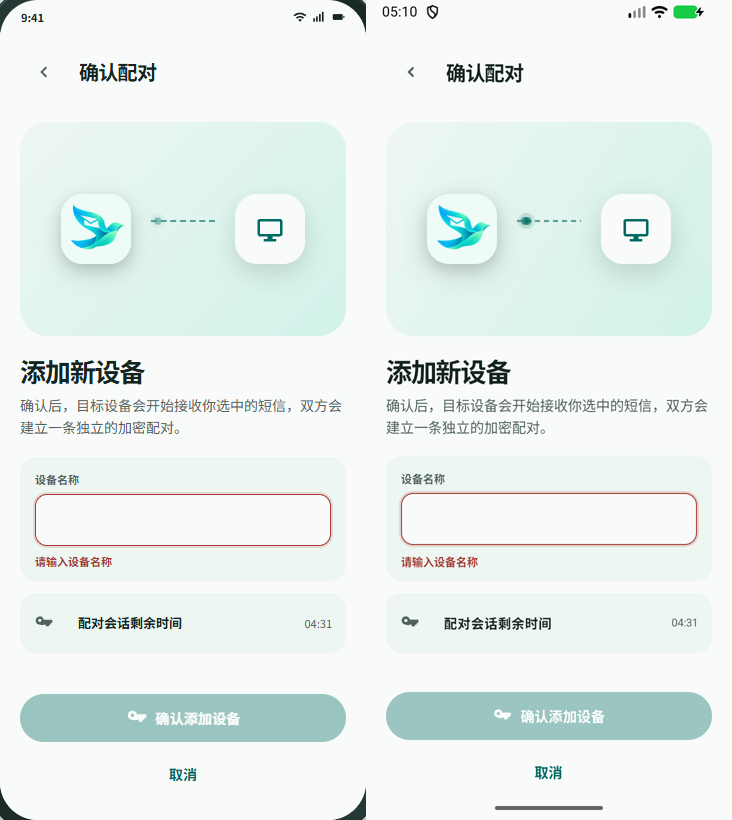 9:41
确认配对
添加新设备
确认后，目标设备会开始接收你选中的短信，双方会
建立一条独立的加密配对。
设备名称
请输入设备名称
配对会话剩余时间 04:31
确认添加设备
取消
05:10
确认配对
添加新设备
确认后，目标设备会开始接收你选中的短信，双方会
建立一条独立的加密配对。
设备名称
请输入设备名称
配对会话剩余时间 04:31
确认添加设备
取消